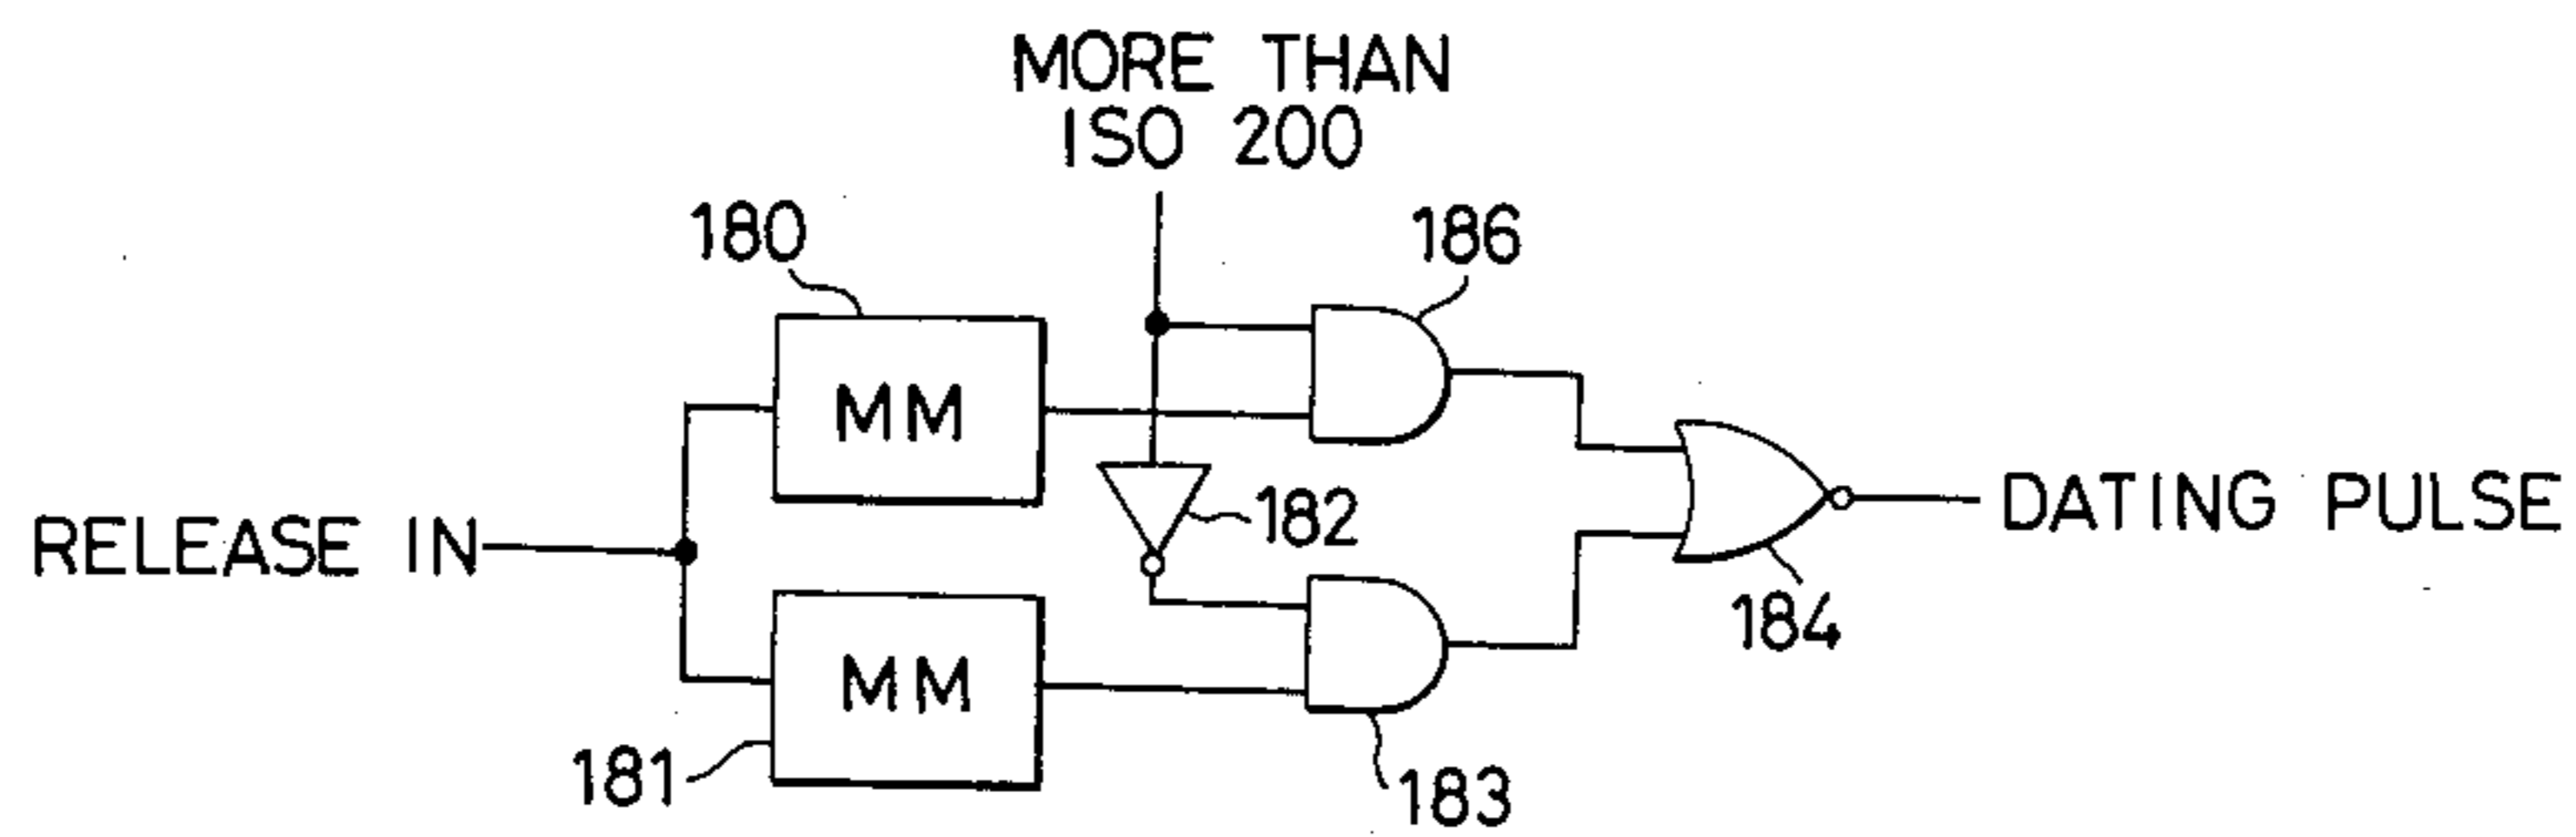 MORE THAN
ISO 200
180
186
MM
182
RELEASE IN
DATING PULSE
184
MM
181
183